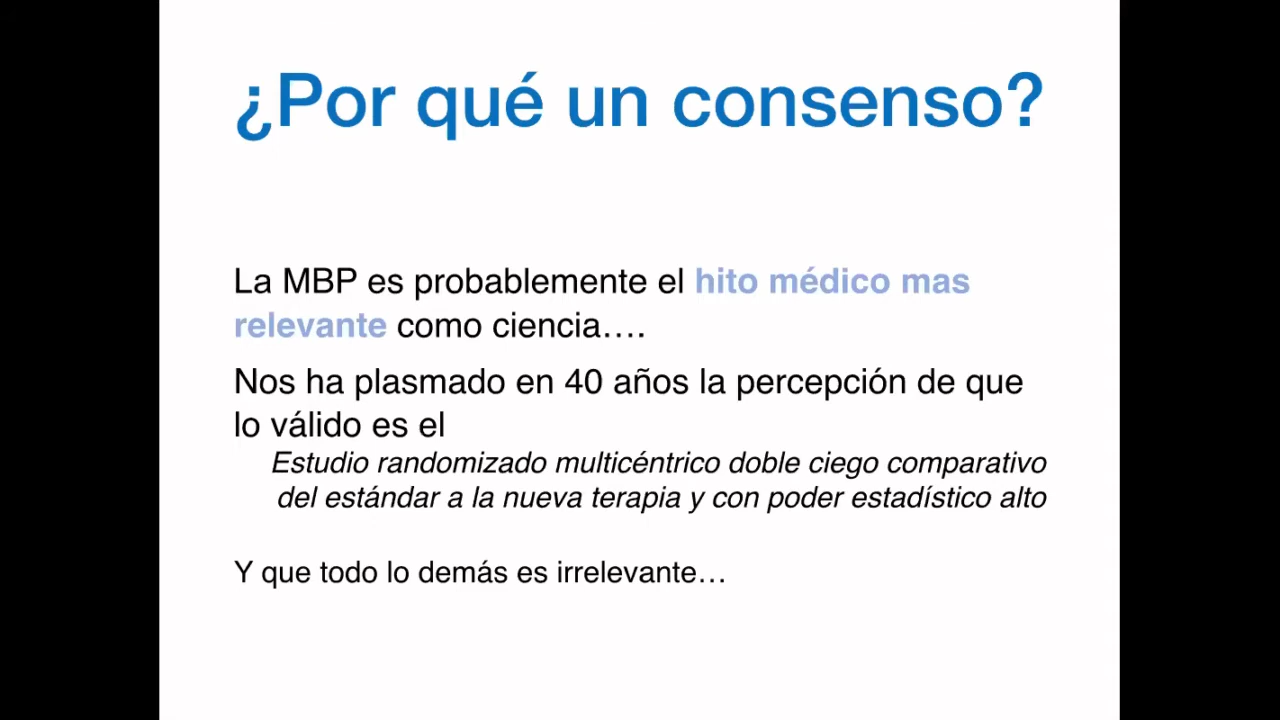 ¿Por qué un consenso?
La MBP es probablemente el hito médico mas
relevante como ciencia….
Nos ha plasmado en 40 años la percepción de que
lo válido es el
Estudio randomizado multicéntrico doble ciego comparativo
del estándar a la nueva terapia y con poder estadístico alto
Y que todo lo demás es irrelevante…